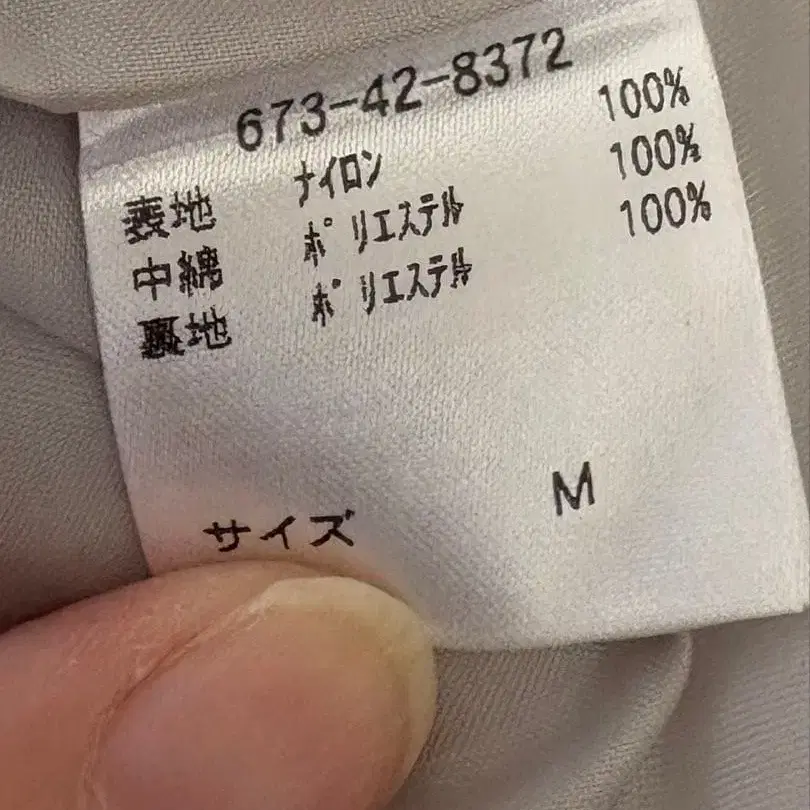 673-42-8372
表地 ナイロン 100%
中綿 ポリエステル 100%
裏地 ポリエステル 100%
サイズ M